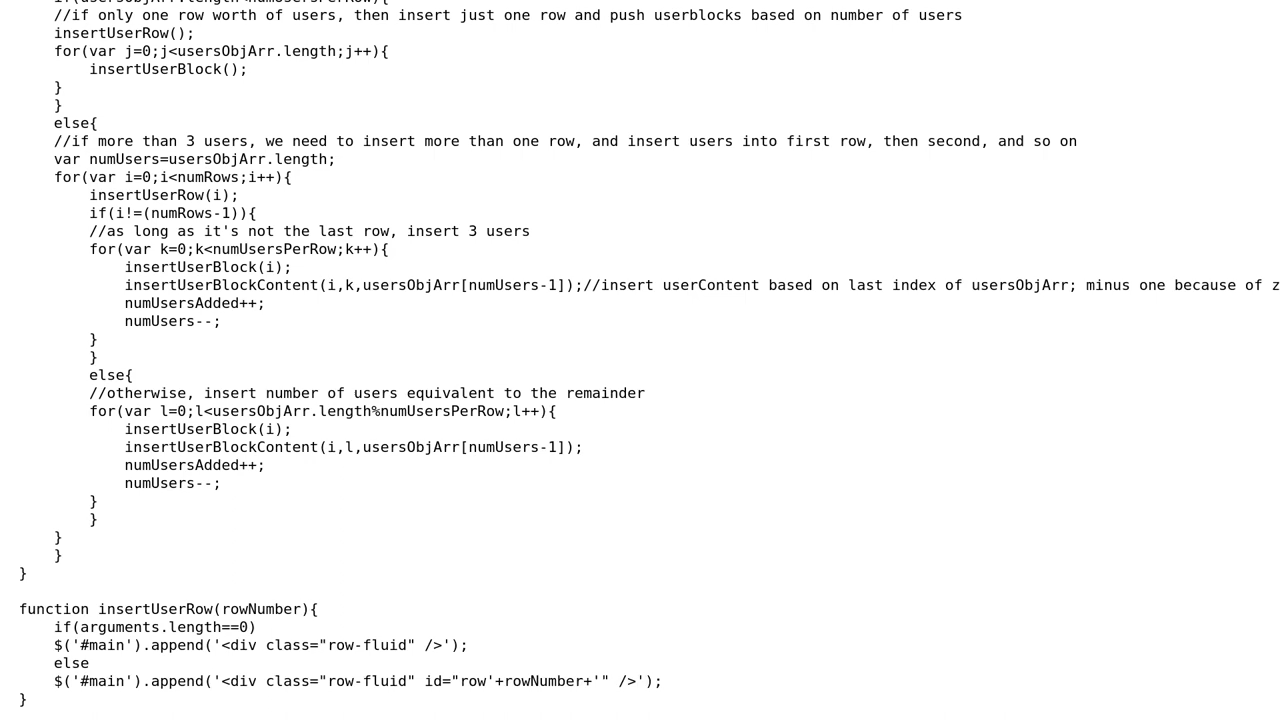 if(usersObjArr.length<numUsersPerRow){
//if only one row worth of users, then insert just one row and push userblocks based on number of users
insertUserRow();
for(var j=0;j<usersObjArr.length;j++){
insertUserBlock();
}
}
else{
//if more than 3 users, we need to insert more than one row, and insert users into first row, then second, and so on
var numUsers=usersObjArr.length;
for(var i=0;i<numRows;i++){
insertUserRow(i);
if(i!=(numRows-1)){
//as long as it's not the last row, insert 3 users
for(var k=0;k<numUsersPerRow;k++){
insertUserBlock(i);
insertUserBlockContent(i,k,usersObjArr[numUsers-1]);//insert userContent based on last index of usersObjArr; minus one because of z
numUsersAdded++;
numUsers--;
}
}
else{
//otherwise, insert number of users equivalent to the remainder
for(var l=0;l<usersObjArr.length%numUsersPerRow;l++){
insertUserBlock(i);
insertUserBlockContent(i,l,usersObjArr[numUsers-1]);
numUsersAdded++;
numUsers--;
}
}
}
}
}
function insertUserRow(rowNumber){
if(arguments.length==0)
$('#main').append('<div class="row-fluid" />');
else
$('#main').append('<div class="row-fluid" id="row'+rowNumber+'" />');
}